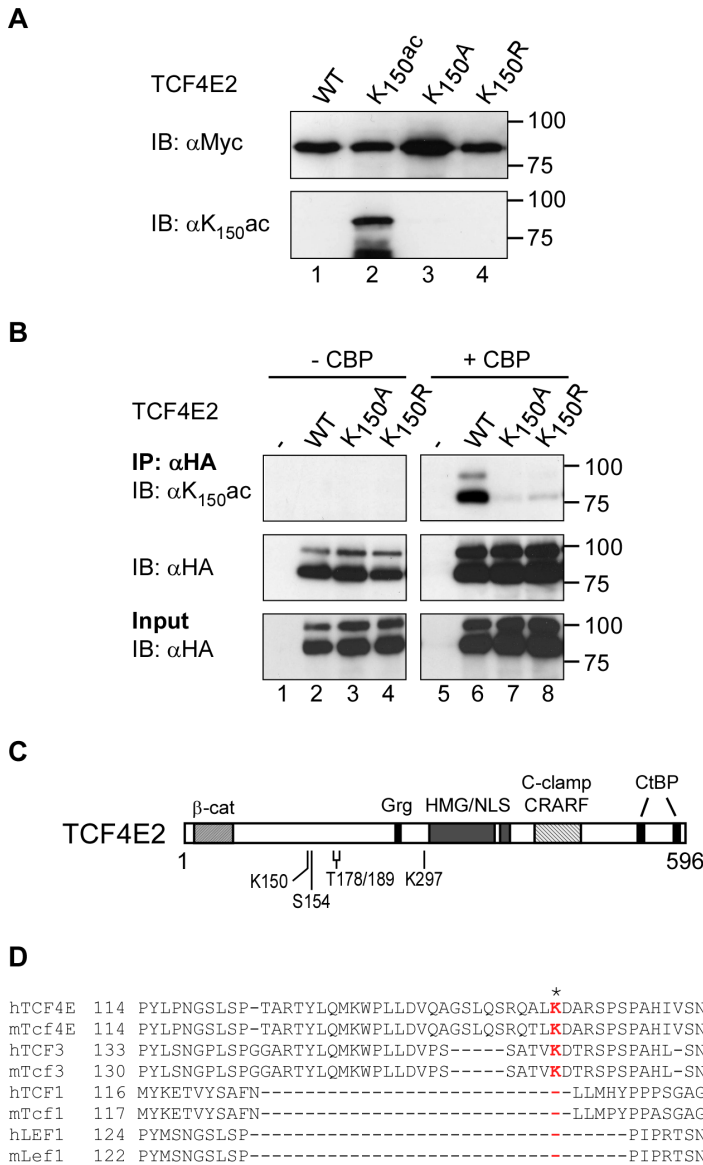 A
TCF4E2 WT K150ac K150A K150R
IB: αMyc
100
75
IB: αK150ac
100
75
1 2 3 4
B
- CBP + CBP
TCF4E2 - WT K150A K150R - WT K150A K150R
IP: αHA
IB: αK150ac
100
75
IB: αHA
100
75
Input
IB: αHA
100
75
1 2 3 4 5 6 7 8
C
β-cat Grg HMG/NLS C-clamp CRARF CtBP
TCF4E2
1 596
K150 S154 T178/189 K297
D
*
hTCF4E 114 PYLPNGSLSP-TARTYLQMKWPLLDVQAGSLQSRQALKDARSPSPAHIVSN
mTcf4E 114 PYLPNGSLSP-TARTYLQMKWPLLDVQAGSLQSRQTLKDARSPSPAHIVSN
hTCF3 133 PYLSNGPLSPGGARTYLQMKWPLLDVPS-----SATVKDTRSPSPAHL-SN
mTcf3 130 PYLSNGPLSPGGARTYLQMKWPLLDVPS-----SATVKDTRSPSPAHL-SN
hTCF1 116 MYKETVYSAFN--------------------------LLMHYPPPSGAG
mTcf1 117 MYKETVYSAFN--------------------------LLMPYPPASGAG
hLEF1 124 PYMSNGSLSP---------------------------------PIPRTSN
mLef1 122 PYMSNGSLSP---------------------------------PIPRTSN